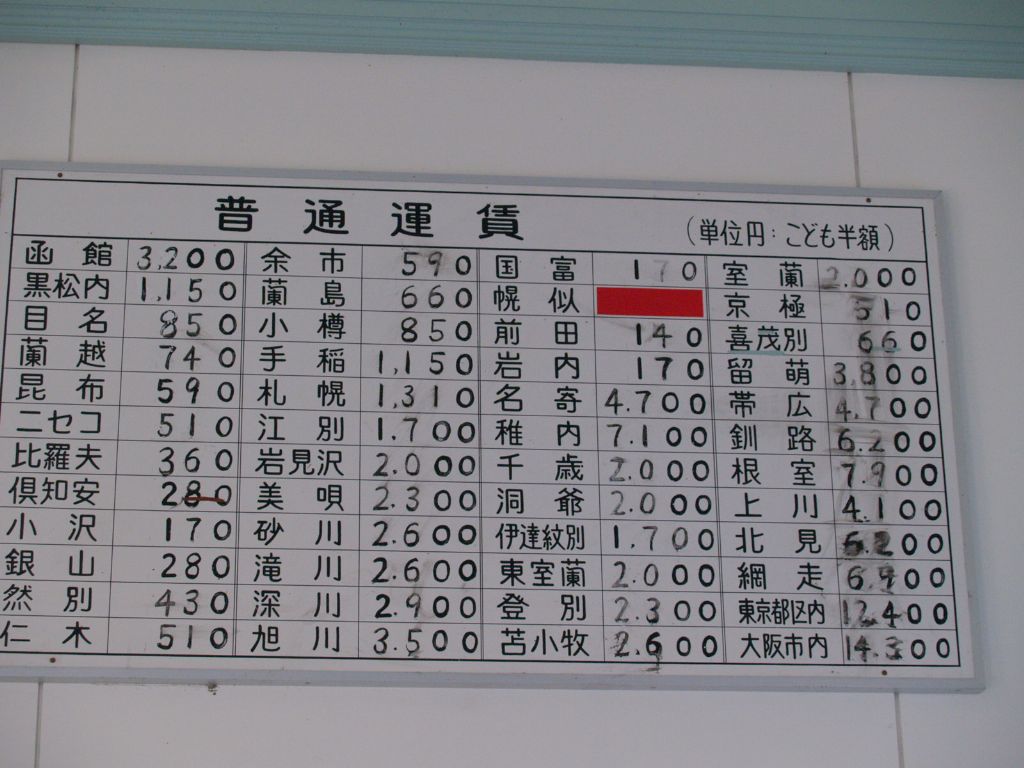 普通運賃
(単位円:こども半額)
函館 3,200 余市 590 国富 170 室蘭 2.000
黒松内 1,150 蘭島 660 幌似 京極 510
目名 850 小樽 850 前田 140 喜茂別 660
蘭越 740 手稲 1,150 岩内 170 留萌 3,800
昆布 590 札幌 1,310 名寄 4.700 帯広 4,700
ニセコ 510 江別 1.700 稚内 7.100 釧路 6.200
比羅夫 360 岩見沢 2.000 千歳 2.000 根室 7.900
倶知安 280 美唄 2.300 洞爺 2.000 上川 4.100
小沢 170 砂川 2.600 伊達紋別 1.700 北見 6.200
銀山 280 滝川 2.600 東室蘭 2.000 網走 6.900
然別 430 深川 2.900 登別 2.300 東京都区内 12.400
仁木 510 旭川 3.500 苫小牧 2.600 大阪市内 14.300